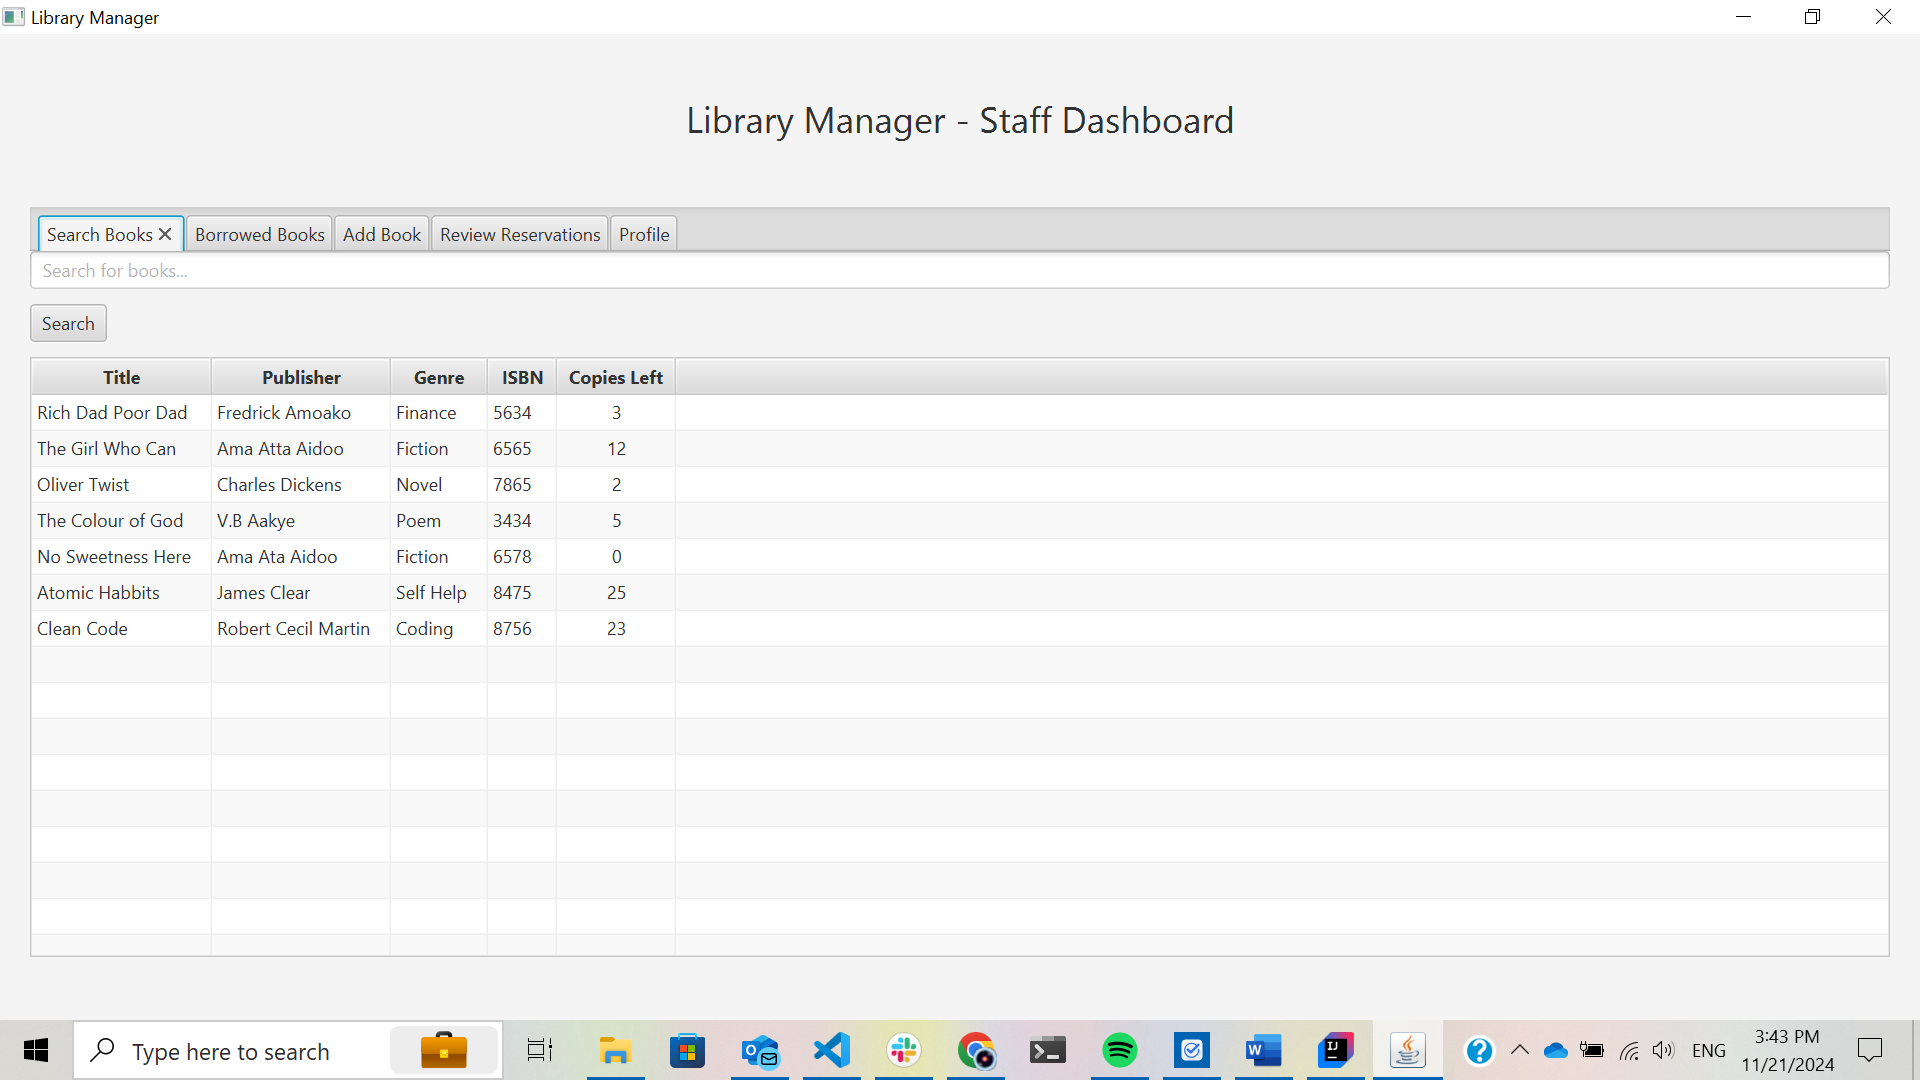 Library Manager
Library Manager - Staff Dashboard
Search Books Borrowed Books Add Book Review Reservations Profile
Search for books...
Search
Title Publisher Genre ISBN Copies Left
Rich Dad Poor Dad Fredrick Amoako Finance 5634 3
The Girl Who Can Ama Atta Aidoo Fiction 6565 12
Oliver Twist Charles Dickens Novel 7865 2
The Colour of God V.B Aakye Poem 3434 5
No Sweetness Here Ama Ata Aidoo Fiction 6578 0
Atomic Habbits James Clear Self Help 8475 25
Clean Code Robert Cecil Martin Coding 8756 23
Type here to search
ENG
3:43 PM
11/21/2024